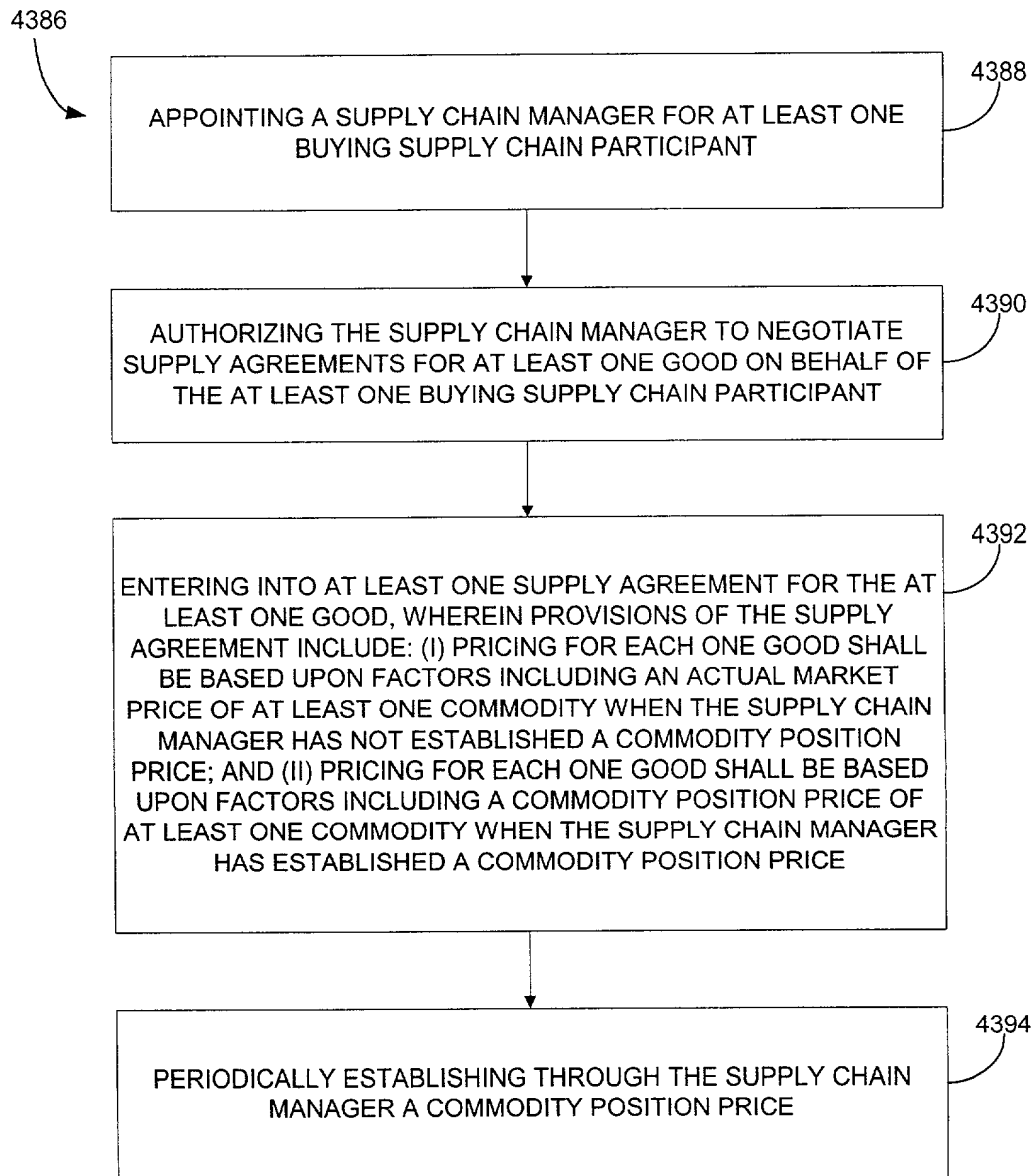 4386
4388
APPOINTING A SUPPLY CHAIN MANAGER FOR AT LEAST ONE
BUYING SUPPLY CHAIN PARTICIPANT
4390
AUTHORIZING THE SUPPLY CHAIN MANAGER TO NEGOTIATE
SUPPLY AGREEMENTS FOR AT LEAST ONE GOOD ON BEHALF OF
THE AT LEAST ONE BUYING SUPPLY CHAIN PARTICIPANT
4392
ENTERING INTO AT LEAST ONE SUPPLY AGREEMENT FOR THE AT
LEAST ONE GOOD, WHEREIN PROVISIONS OF THE SUPPLY
AGREEMENT INCLUDE: (I) PRICING FOR EACH ONE GOOD SHALL
BE BASED UPON FACTORS INCLUDING AN ACTUAL MARKET
PRICE OF AT LEAST ONE COMMODITY WHEN THE SUPPLY CHAIN
MANAGER HAS NOT ESTABLISHED A COMMODITY POSITION
PRICE; AND (II) PRICING FOR EACH ONE GOOD SHALL BE BASED
UPON FACTORS INCLUDING A COMMODITY POSITION PRICE OF
AT LEAST ONE COMMODITY WHEN THE SUPPLY CHAIN MANAGER
HAS ESTABLISHED A COMMODITY POSITION PRICE
4394
PERIODICALLY ESTABLISHING THROUGH THE SUPPLY CHAIN
MANAGER A COMMODITY POSITION PRICE